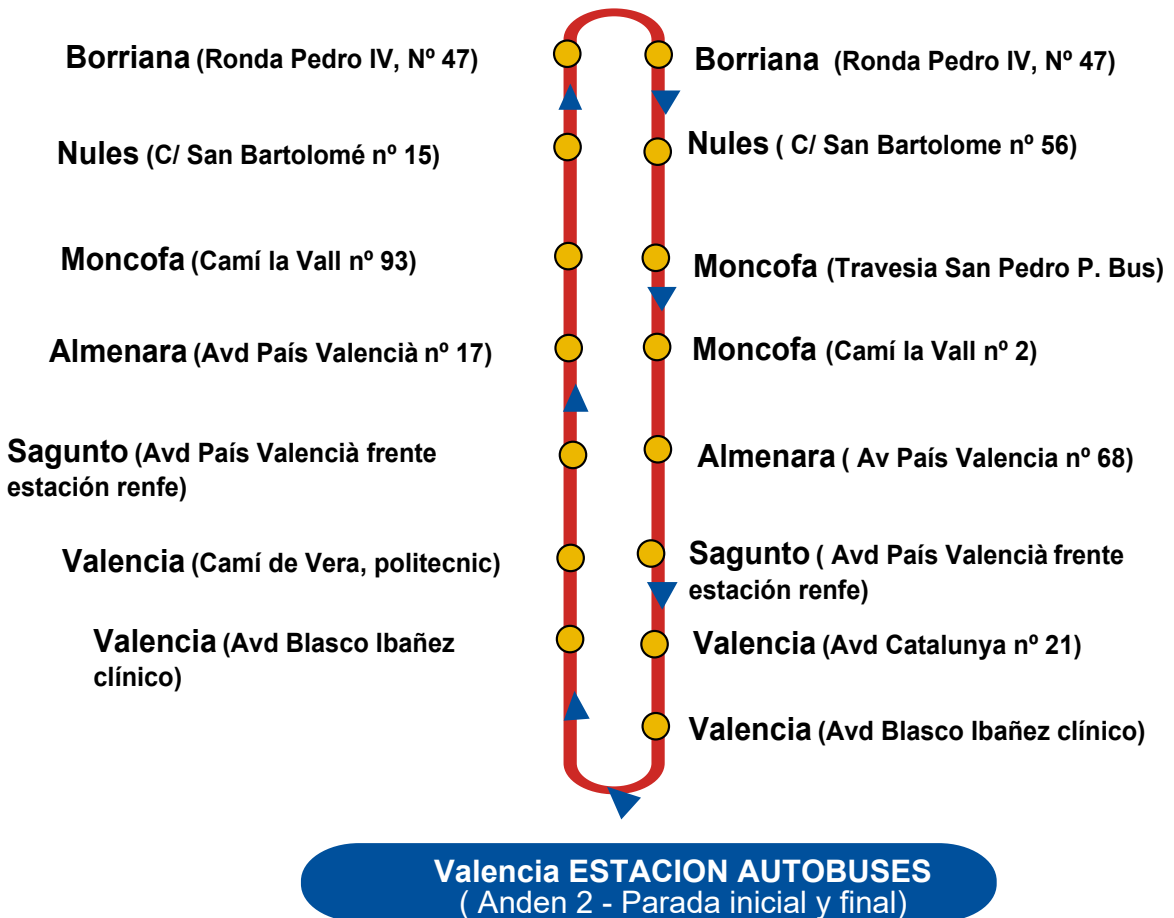 Borriana (Ronda Pedro IV, Nº 47)
Nules (C/ San Bartolomé nº 15)
Moncofa (Camí la Vall nº 93)
Almenara (Avd País Valencià nº 17)
Sagunto (Avd País Valencià frente
estación renfe)
Valencia (Camí de Vera, politecnic)
Valencia (Avd Blasco Ibañez
clínico)
Borriana (Ronda Pedro IV, Nº 47)
Nules ( C/ San Bartolome nº 56)
Moncofa (Travesia San Pedro P. Bus)
Moncofa (Camí la Vall nº 2)
Almenara ( Av País Valencia nº 68)
Sagunto ( Avd País Valencià frente
estación renfe)
Valencia (Avd Catalunya nº 21)
Valencia (Avd Blasco Ibañez clínico)
Valencia ESTACION AUTOBUSES
( Anden 2 - Parada inicial y final)